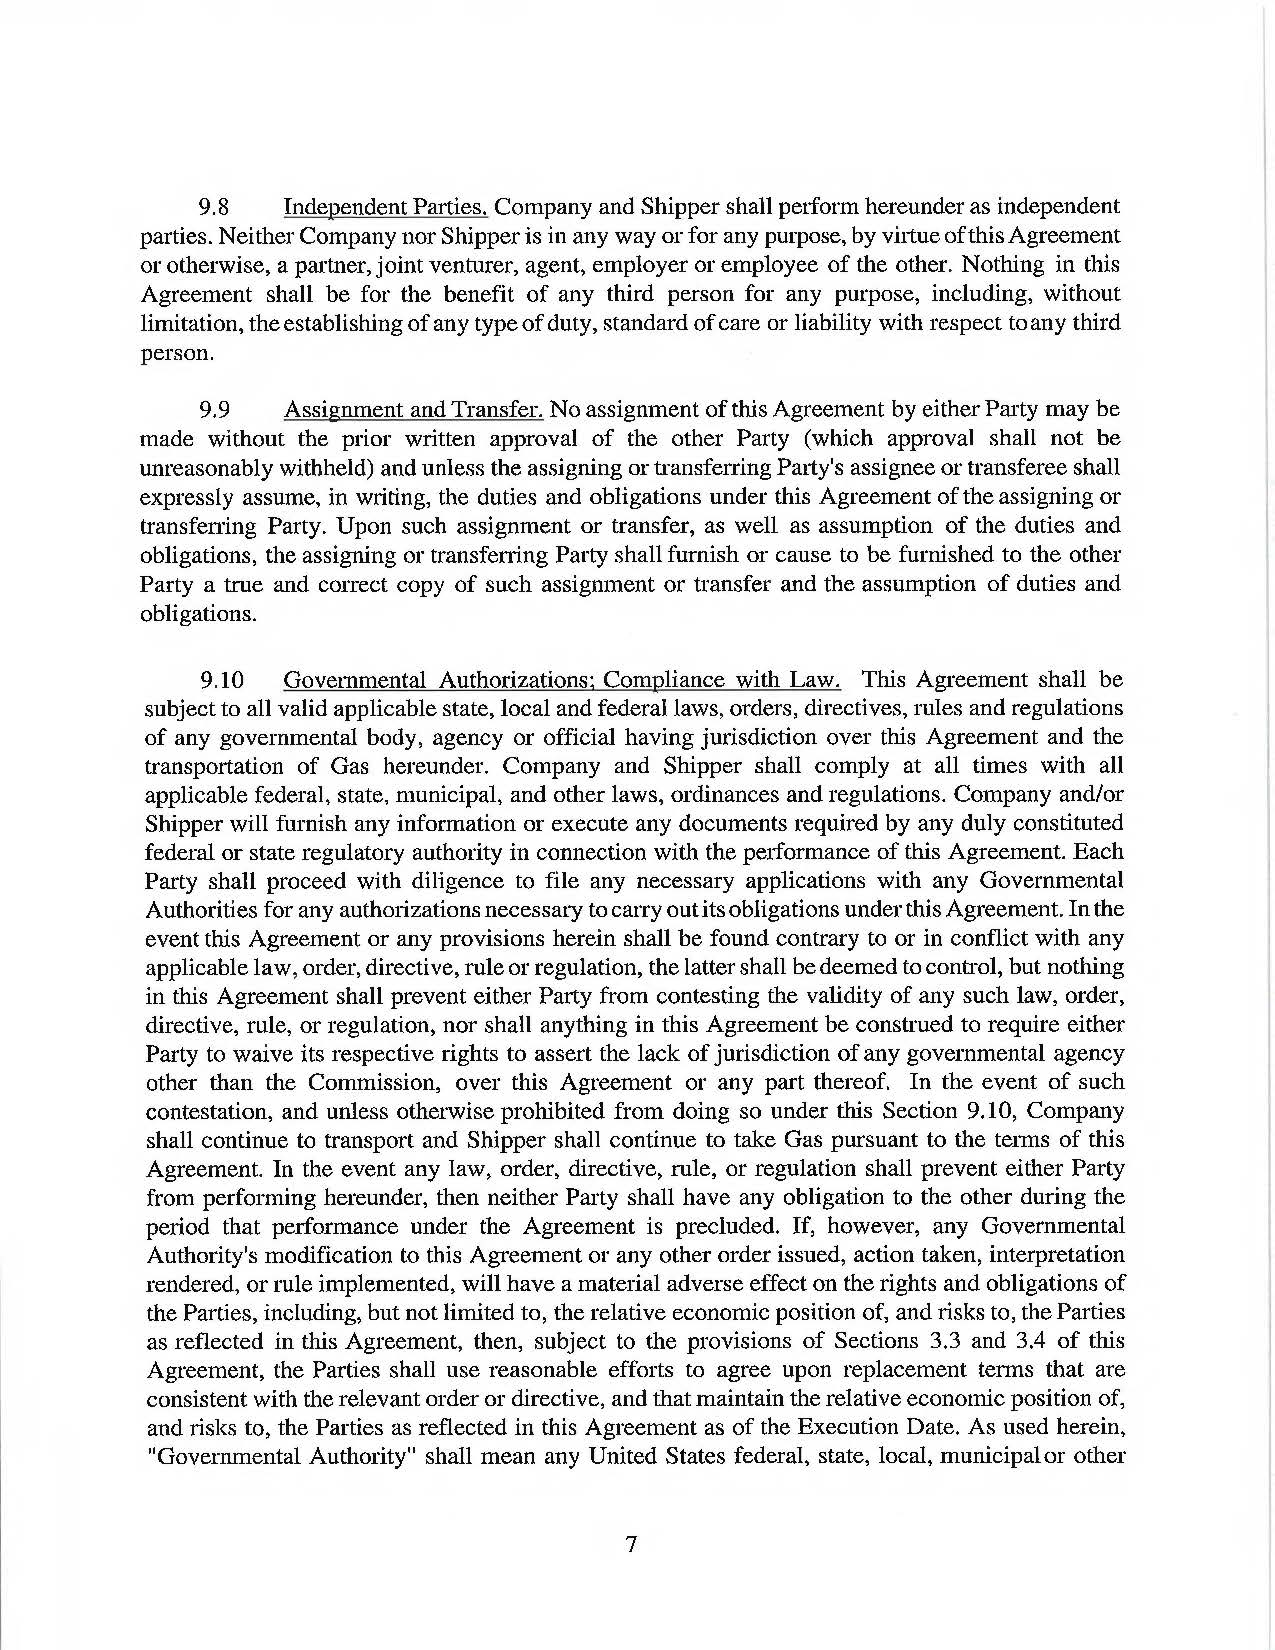 9.8 Independent Parties. Company and Shipper shall perform hereunder as independent
parties. Neither Company nor Shipper is in any way or for any purpose, by virtue of this Agreement
or otherwise, a partner, joint venturer, agent, employer or employee of the other. Nothing in this
Agreement shall be for the benefit of any third person for any purpose, including, without
limitation, the establishing of any type of duty, standard of care or liability with respect to any third
person.
9.9 Assignment and Transfer. No assignment of this Agreement by either Party may be
made without the prior written approval of the other Party (which approval shall not be
unreasonably withheld) and unless the assigning or transferring Party's assignee or transferee shall
expressly assume, in writing, the duties and obligations under this Agreement of the assigning or
transferring Party. Upon such assignment or transfer, as well as assumption of the duties and
obligations, the assigning or transferring Party shall furnish or cause to be furnished to the other
Party a true and correct copy of such assignment or transfer and the assumption of duties and
obligations.
9.10 Governmental Authorizations; Compliance with Law. This Agreement shall be
subject to all valid applicable state, local and federal laws, orders, directives, rules and regulations
of any governmental body, agency or official having jurisdiction over this Agreement and the
transportation of Gas hereunder. Company and Shipper shall comply at all times with all
applicable federal, state, municipal, and other laws, ordinances and regulations. Company and/or
Shipper will furnish any information or execute any documents required by any duly constituted
federal or state regulatory authority in connection with the performance of this Agreement. Each
Party shall proceed with diligence to file any necessary applications with any Governmental
Authorities for any authorizations necessary to carry out its obligations under this Agreement. In the
event this Agreement or any provisions herein shall be found contrary to or in conflict with any
applicable law, order, directive, rule or regulation, the latter shall be deemed to control, but nothing
in this Agreement shall prevent either Party from contesting the validity of any such law, order,
directive, rule, or regulation, nor shall anything in this Agreement be construed to require either
Party to waive its respective rights to assert the lack of jurisdiction of any governmental agency
other than the Commission, over this Agreement or any part thereof. In the event of such
contestation, and unless otherwise prohibited from doing so under this Section 9.10, Company
shall continue to transport and Shipper shall continue to take Gas pursuant to the terms of this
Agreement. In the event any law, order, directive, rule, or regulation shall prevent either Party
from performing hereunder, then neither Party shall have any obligation to the other during the
period that performance under the Agreement is precluded. If, however, any Governmental
Authority's modification to this Agreement or any other order issued, action taken, interpretation
rendered, or rule implemented, will have a material adverse effect on the rights and obligations of
the Parties, including, but not limited to, the relative economic position of, and risks to, the Parties
as reflected in this Agreement, then, subject to the provisions of Sections 3.3 and 3.4 of this
Agreement, the Parties shall use reasonable efforts to agree upon replacement terms that are
consistent with the relevant order or directive, and that maintain the relative economic position of,
and risks to, the Parties as reflected in this Agreement as of the Execution Date. As used herein,
"Governmental Authority" shall mean any United States federal, state, local, municipal or other
7